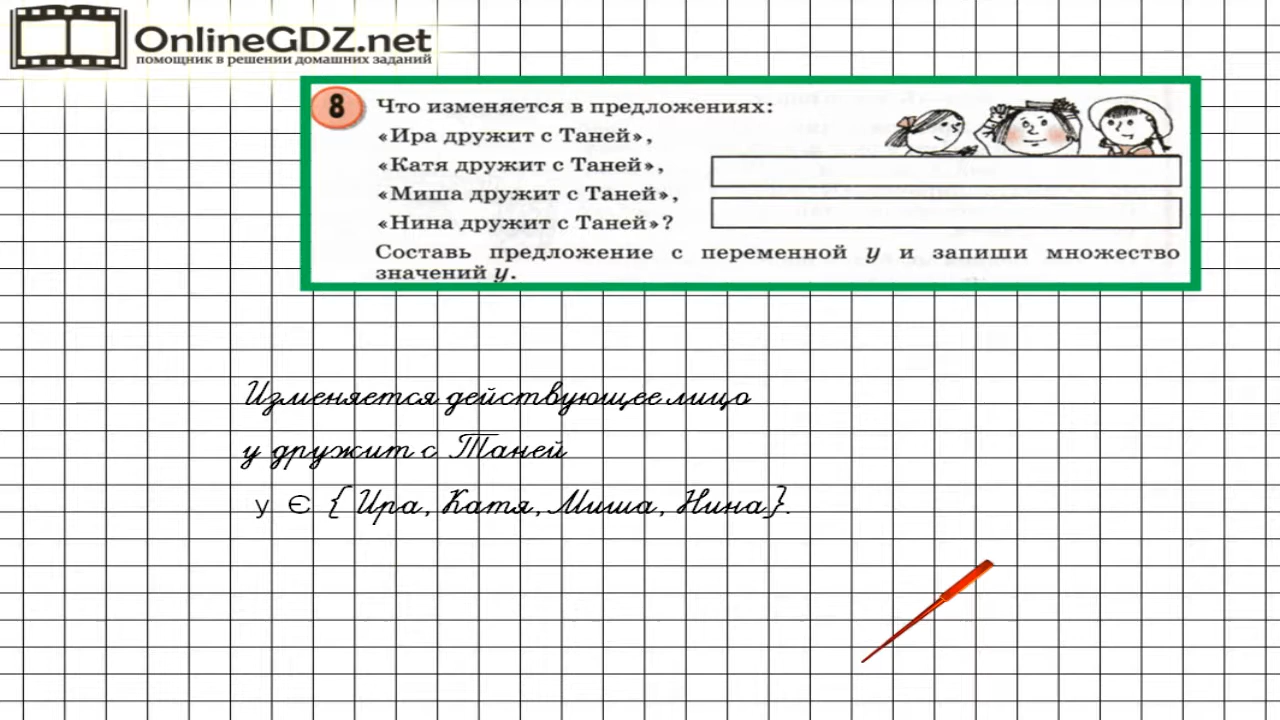 OnlineGDZ.net
помощник в решении домашних заданий
8 Что изменяется в предложениях:
«Ира дружит с Таней»,
«Катя дружит с Таней»,
«Миша дружит с Таней»,
«Нина дружит с Таней»?
Составь предложение с переменной y и запиши множество
значений y.
Изменяется действующее лицо
у дружит с Таней
у Є { Ира, Катя, Миша, Нина}.